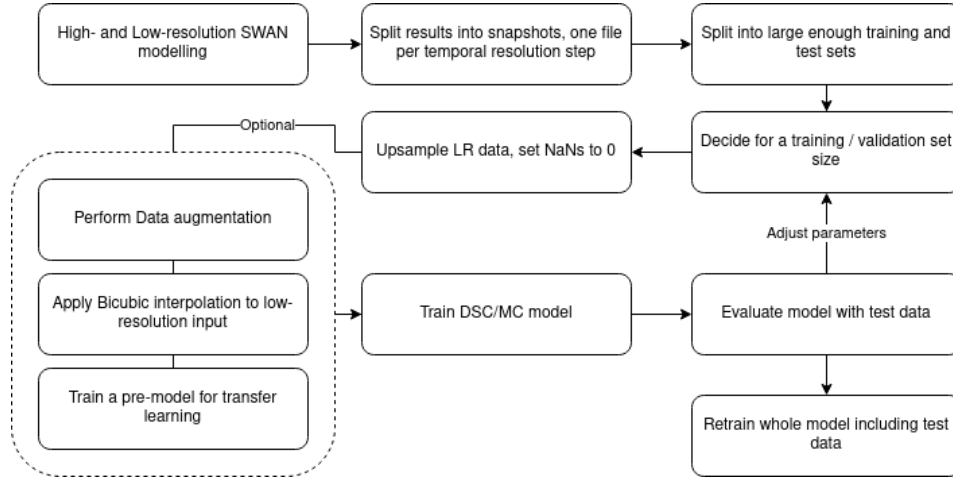 High- and Low-resolution SWAN
modelling
Split results into snapshots, one file
per temporal resolution step
Split into large enough training and
test sets
Decide for a training / validation set
size
Upsample LR data, set NaNs to 0
Optional
Perform Data augmentation
Apply Bicubic interpolation to low-
resolution input
Train a pre-model for transfer
learning
Train DSC/MC model
Evaluate model with test data
Adjust parameters
Retrain whole model including test
data